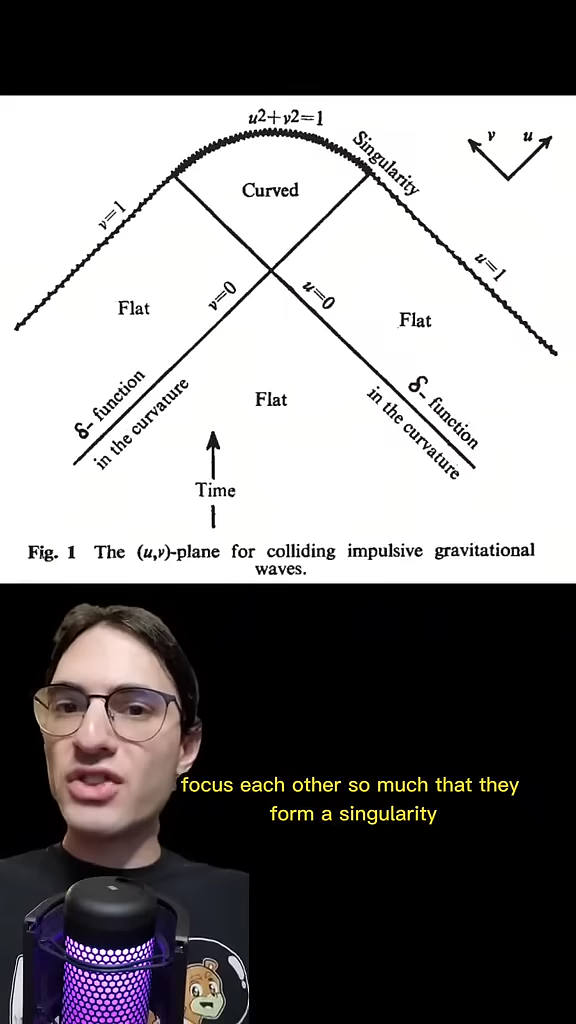 u2+v2=1
Singularity
v
u
Curved
v=1
u=1
v=0
u=0
Flat
Flat
δ- function
in the curvature
Flat
δ- function
in the curvature
Time
Fig. 1 The (u,v)-plane for colliding impulsive gravitational
waves.
focus each other so much that they
form a singularity